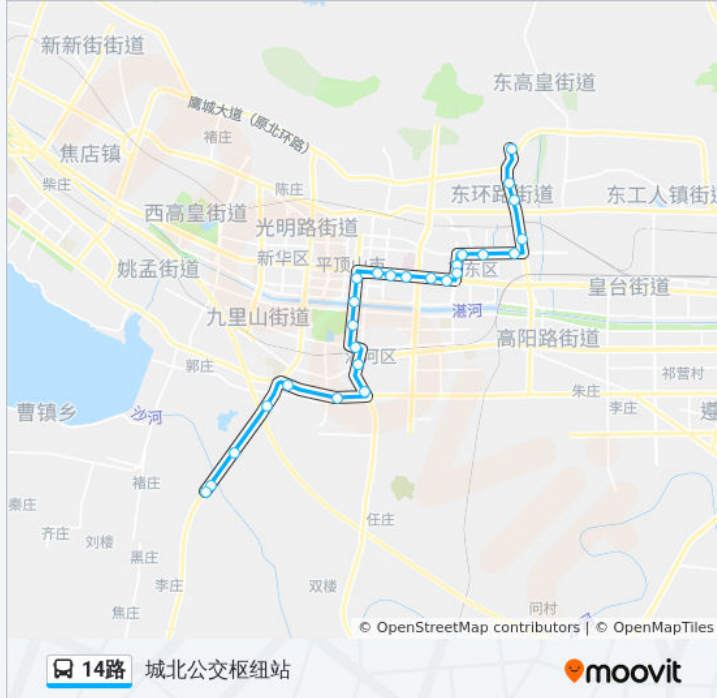 新新街街道
东高皇街道
鹰城大道（原北环路）
褚庄
焦店镇
陈庄
柴庄
东环路街道
东工人镇街道
西高皇街道
光明路街道
新华区
平顶山市
东区
姚孟街道
皇台街道
九里山街道
湛河
高阳路街道
河区
郭庄
祁营村
朱庄
曹镇乡
沙河
李庄
遵
褚庄
秦庄
任庄
齐庄
刘楼
黑庄
李庄
双楼
焦庄
问村
© OpenStreetMap contributors | © OpenMapTiles
14路 城北公交枢纽站
moovit